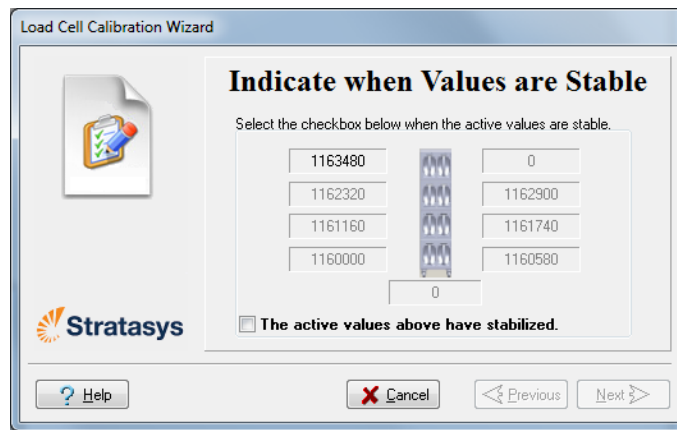 Load Cell Calibration Wizard
Indicate when Values are Stable
Select the checkbox below when the active values are stable.
1163480 0
1162320 1162900
1161160 1161740
1160000 1160580
0
The active values above have stabilized.
Stratasys
? Help Cancel Previous Next